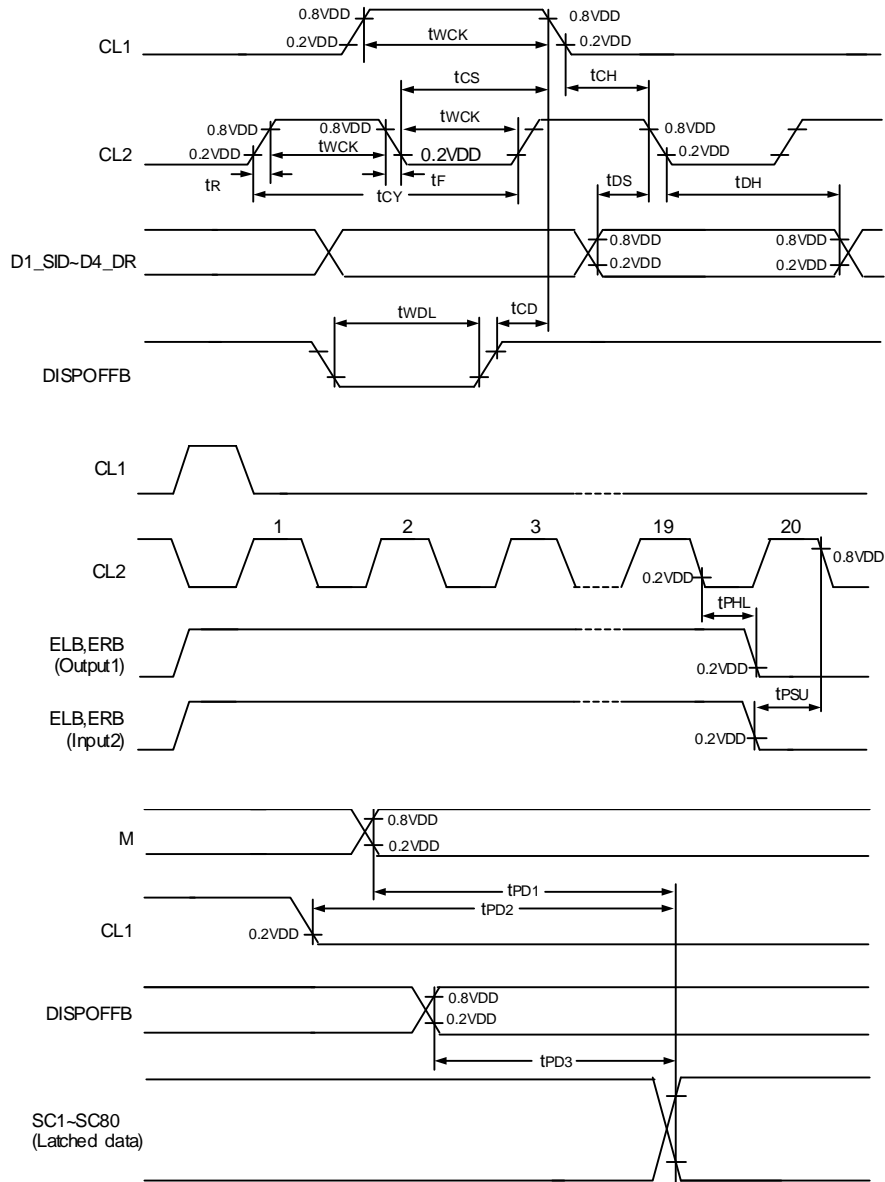 0.8VDD 0.8VDD
CL1 0.2VDD tWCK 0.2VDD
tCS tCH
0.8VDD 0.8VDD tWCK 0.8VDD
CL2 0.2VDD tWCK 0.2VDD 0.2VDD
tR tCY tF tDS tDH
0.8VDD 0.8VDD
D1_SID~D4_DR 0.2VDD 0.2VDD
tWDL tCD
DISPOFFB
CL1
1 2 3 19 20
CL2 0.2VDD 0.8VDD
tPHL
ELB,ERB
(Output1) 0.2VDD
tPSU
ELB,ERB
(Input2) 0.2VDD
0.8VDD
M 0.2VDD
tPD1
tPD2
CL1 0.2VDD
0.8VDD
DISPOFFB 0.2VDD
tPD3
SC1~SC80
(Latched data)